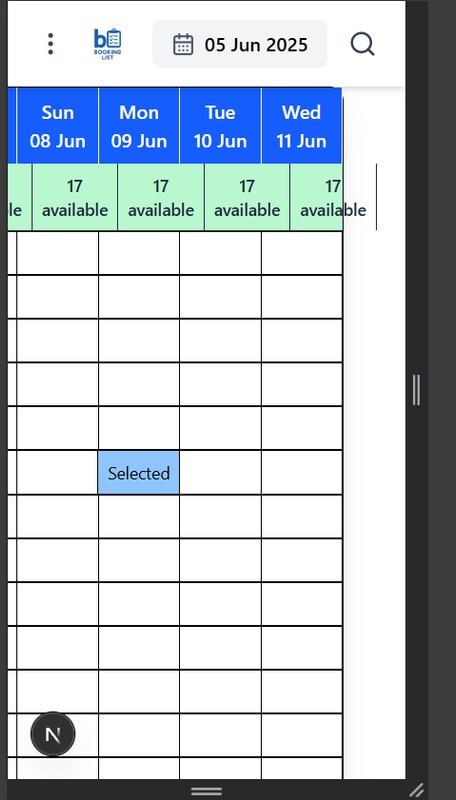 b
BOOKING
LIST
05 Jun 2025
Sun
08 Jun
Mon
09 Jun
Tue
10 Jun
Wed
11 Jun
le
17
available
17
available
17
available
17
available
Selected
N